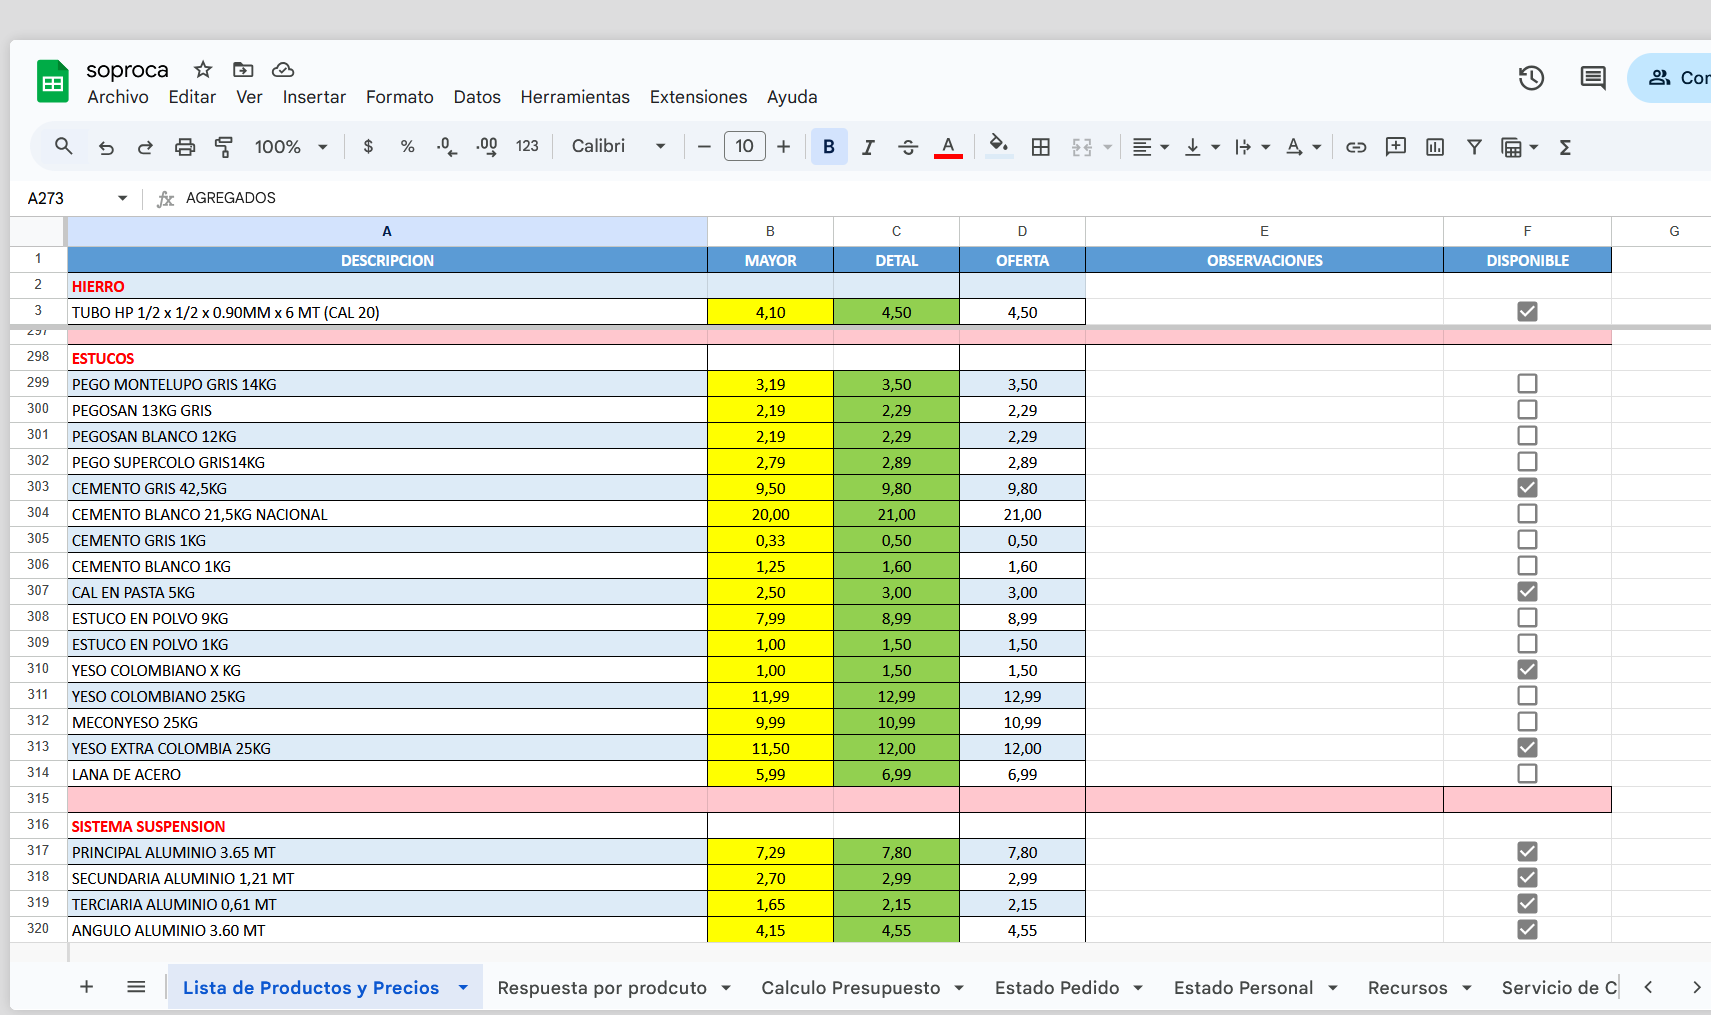 soproca
Archivo Editar Ver Insertar Formato Datos Herramientas Extensiones Ayuda
100% $ % .0 .00 123 Calibri 10 B I S A A Σ
A273 fx AGREGADOS
A B C D E F G
1 DESCRIPCION MAYOR DETAL OFERTA OBSERVACIONES DISPONIBLE
2 HIERRO
3 TUBO HP 1/2 x 1/2 x 0.90MM x 6 MT (CAL 20) 4,10 4,50 4,50
297
298 ESTUCOS
299 PEGO MONTELUPO GRIS 14KG 3,19 3,50 3,50
300 PEGOSAN 13KG GRIS 2,19 2,29 2,29
301 PEGOSAN BLANCO 12KG 2,19 2,29 2,29
302 PEGO SUPERCOLO GRIS14KG 2,79 2,89 2,89
303 CEMENTO GRIS 42,5KG 9,50 9,80 9,80
304 CEMENTO BLANCO 21,5KG NACIONAL 20,00 21,00 21,00
305 CEMENTO GRIS 1KG 0,33 0,50 0,50
306 CEMENTO BLANCO 1KG 1,25 1,60 1,60
307 CAL EN PASTA 5KG 2,50 3,00 3,00
308 ESTUCO EN POLVO 9KG 7,99 8,99 8,99
309 ESTUCO EN POLVO 1KG 1,00 1,50 1,50
310 YESO COLOMBIANO X KG 1,00 1,50 1,50
311 YESO COLOMBIANO 25KG 11,99 12,99 12,99
312 MECONYESO 25KG 9,99 10,99 10,99
313 YESO EXTRA COLOMBIA 25KG 11,50 12,00 12,00
314 LANA DE ACERO 5,99 6,99 6,99
315
316 SISTEMA SUSPENSION
317 PRINCIPAL ALUMINIO 3.65 MT 7,29 7,80 7,80
318 SECUNDARIA ALUMINIO 1,21 MT 2,70 2,99 2,99
319 TERCIARIA ALUMINIO 0,61 MT 1,65 2,15 2,15
320 ANGULO ALUMINIO 3.60 MT 4,15 4,55 4,55
Lista de Productos y Precios Respuesta por prodcuto Calculo Presupuesto Estado Pedido Estado Personal Recursos Servicio de C